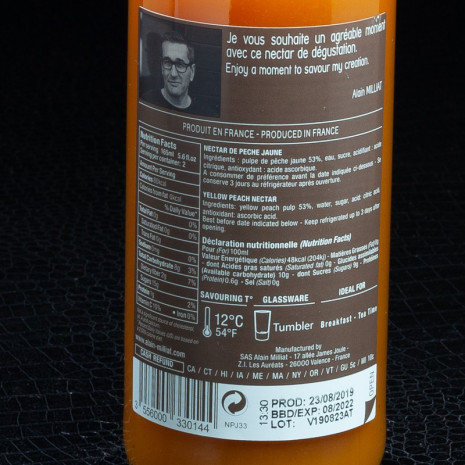 Je vous souhaite un agréable moment
avec ce nectar de dégustation.
Enjoy a moment to savour my creation.
Alain MILLIAT
PRODUIT EN FRANCE - PRODUCED IN FRANCE
Nutrition Facts
NECTAR DE PECHE JAUNE
Ingrédients : pulpe de pêche jaune 53%, eau, sucre, acidifiant : acide
citrique, antioxydant : acide ascorbique.
A consommer de préférence avant la date indiquée ci-dessous - Se
conserve 3 jours au réfrigérateur après ouverture.
YELLOW PEACH NECTAR
Ingredients : yellow peach pulp 53%, water, sugar, acid: citric acid,
antioxidant: ascorbic acid.
Best before date indicated below - Keep refrigerated up to 3 days after
opening.
Déclaration nutritionnelle (Nutrition Facts)
Pour (For) 100ml
Valeur Energétique (Calories) 48kcal (204kj) - Matières Grasses (Fat) 0g
- dont Acides gras saturés (Saturated fat) 0g - Glucides assimilables
(Available carbohydrate) 10g - dont Sucres (Sugar) 9g - Protéines
(Protein) 0.6g - Sel (Salt) 0g
SAVOURING T° GLASSWARE IDEAL FOR
12°C
54°F
Tumbler Breakfast - Tea Time
Manufactured by
SAS Alain Milliat - 17 allée James Joule -
Z.I. Les Auréats - 26000 Valence - France
www.alain-milliat.com
CASH REFUND
CA / CT / HI / IA / ME / MA / NY / OR / VT / GU 5c / MI 10c
OPEN
3 556000 330144
NPJ33
13:30
PROD: 23/08/2019
BBD/EXP: 08/2022
LOT: V190823AT